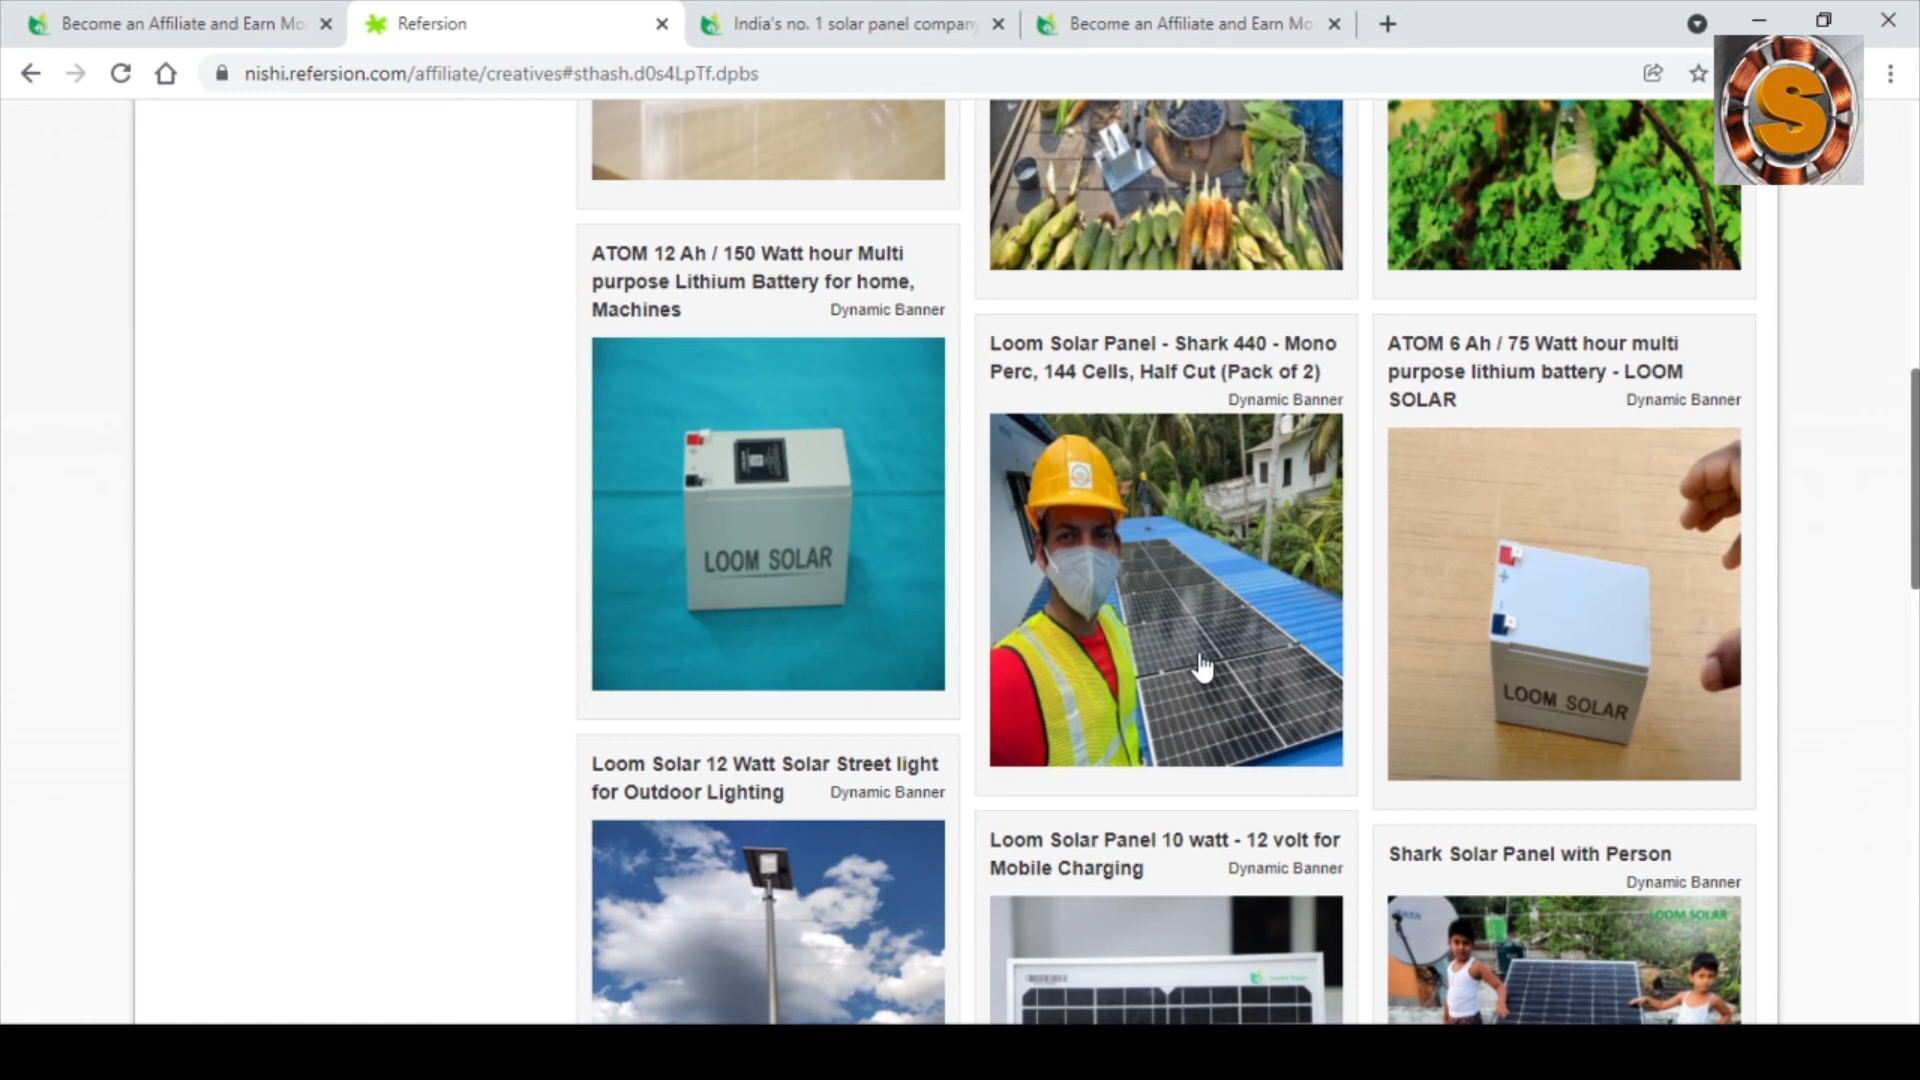 Become an Affiliate and Earn Mo
Refersion
India's no. 1 solar panel company
Become an Affiliate and Earn Mo
nishi.refersion.com/affiliate/creatives#sthash.d0s4LpTf.dpbs
S
ATOM 12 Ah / 150 Watt hour Multi
purpose Lithium Battery for home,
Machines
Dynamic Banner
LOOM SOLAR
Loom Solar Panel - Shark 440 - Mono
Perc, 144 Cells, Half Cut (Pack of 2)
Dynamic Banner
ATOM 6 Ah / 75 Watt hour multi
purpose lithium battery - LOOM
SOLAR
Dynamic Banner
LOOM SOLAR
Loom Solar 12 Watt Solar Street light
for Outdoor Lighting
Dynamic Banner
Loom Solar Panel 10 watt - 12 volt for
Mobile Charging
Dynamic Banner
Loom Solar
Shark Solar Panel with Person
Dynamic Banner
TATA
LOOM SOLAR